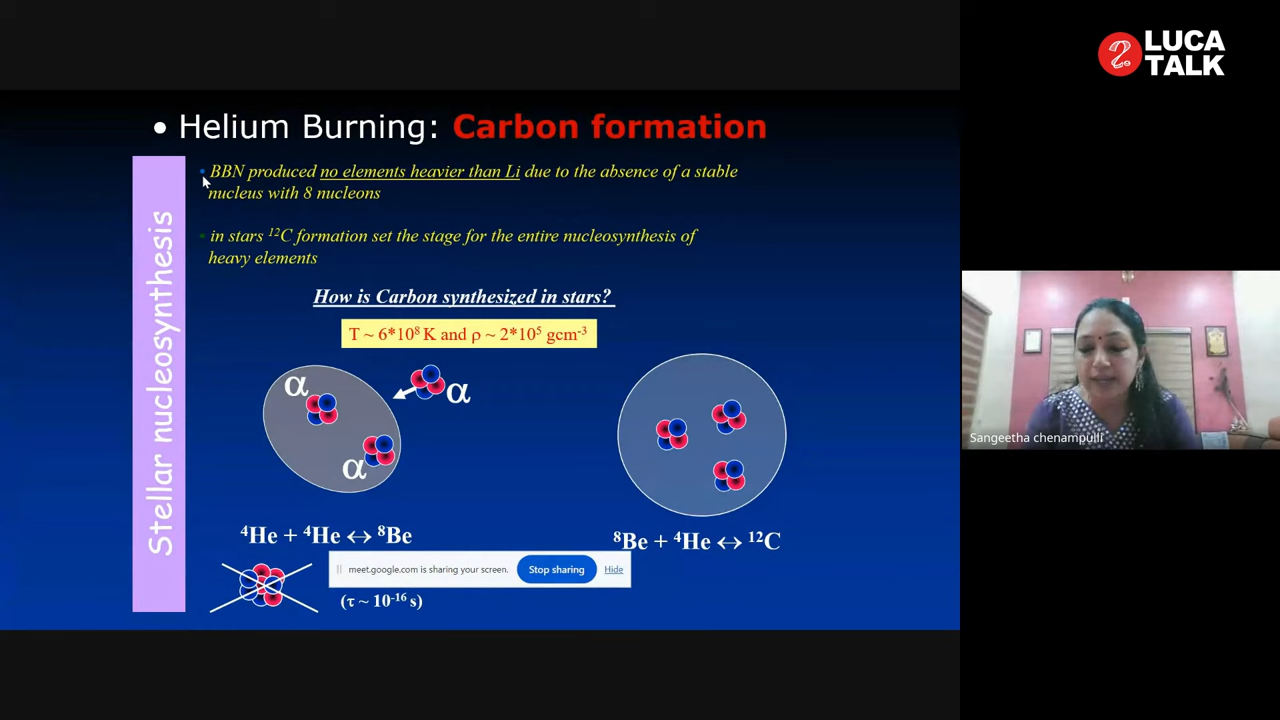 LUCA
TALK
• Helium Burning: Carbon formation
Stellar nucleosynthesis
• BBN produced no elements heavier than Li due to the absence of a stable
nucleus with 8 nucleons
• in stars ¹²C formation set the stage for the entire nucleosynthesis of
heavy elements
How is Carbon synthesized in stars?
T ~ 6*10⁸ K and ρ ~ 2*10⁵ gcm⁻³
α
α
α
⁴He + ⁴He ↔ ⁸Be
⁸Be + ⁴He ↔ ¹²C
meet.google.com is sharing your screen. Stop sharing Hide
(τ ~ 10⁻¹⁶ s)
Sangeetha chenampulli